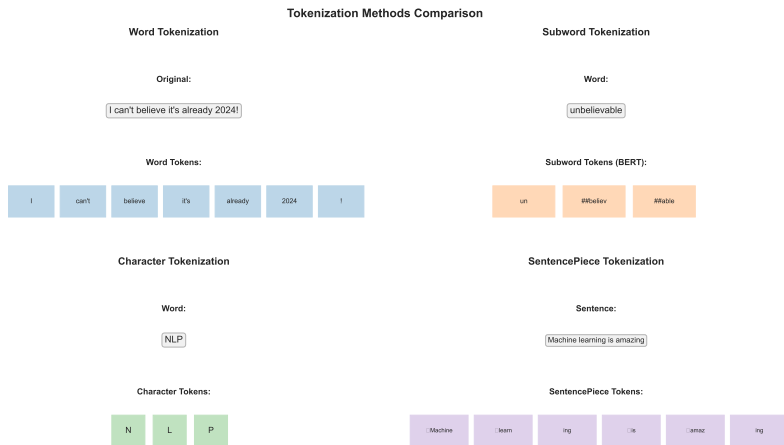 Tokenization Methods Comparison
Word Tokenization
Original:
I can't believe it's already 2024!
Word Tokens:
I can't believe it's already 2024 !
Subword Tokenization
Word:
unbelievable
Subword Tokens (BERT):
un ##believ ##able
Character Tokenization
Word:
NLP
Character Tokens:
N L P
SentencePiece Tokenization
Sentence:
Machine learning is amazing
SentencePiece Tokens:
□Machine □learn ing □is □amaz ing